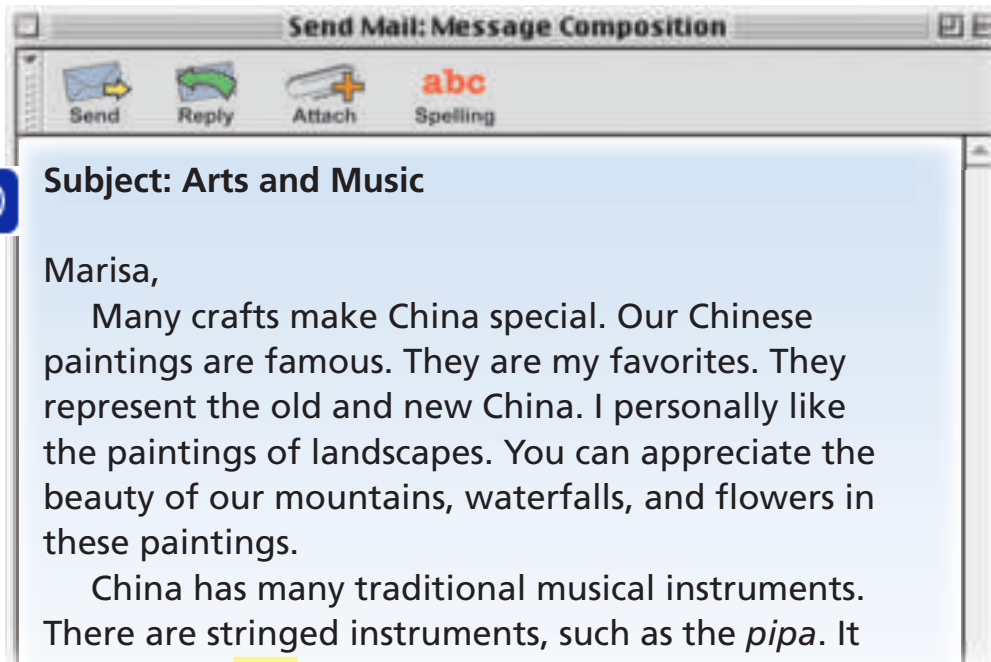 Send Mail: Message Composition
abc
Send Reply Attach Spelling
Subject: Arts and Music
Marisa,
Many crafts make China special. Our Chinese
paintings are famous. They are my favorites. They
represent the old and new China. I personally like
the paintings of landscapes. You can appreciate the
beauty of our mountains, waterfalls, and flowers in
these paintings.
China has many traditional musical instruments.
There are stringed instruments, such as the pipa. It